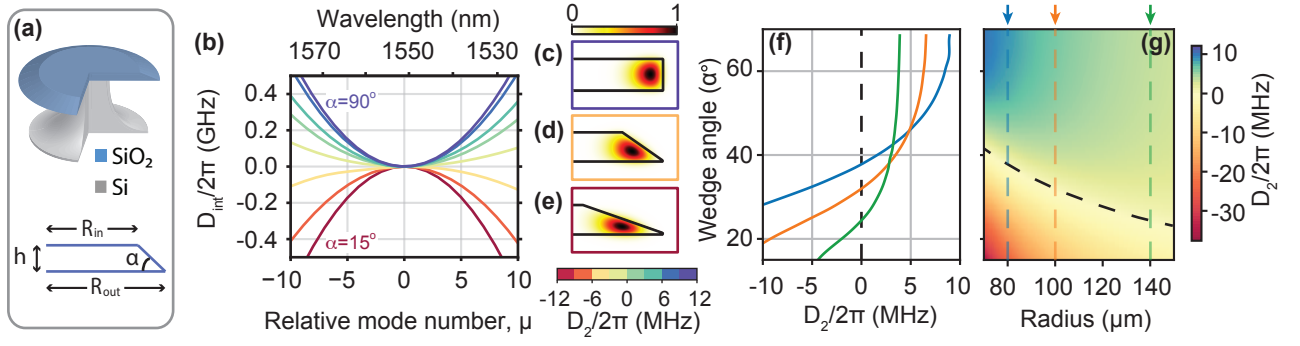 (a)
SiO₂
Si
R_in
h
α
R_out
(b)
Wavelength (nm)
1570 1550 1530
D_int/2π (GHz)
0.4
0.2
0.0
-0.2
-0.4
α=90°
α=15°
-10 -5 0 5 10
Relative mode number, μ
0 1
(c)
(d)
(e)
-12 -6 0 6 12
D₂/2π (MHz)
(f)
Wedge angle (α°)
60
40
20
-10 -5 0 5 10
D₂/2π (MHz)
(g)
80 100 120 140
Radius (μm)
10
0
-10
-20
-30
D₂/2π (MHz)